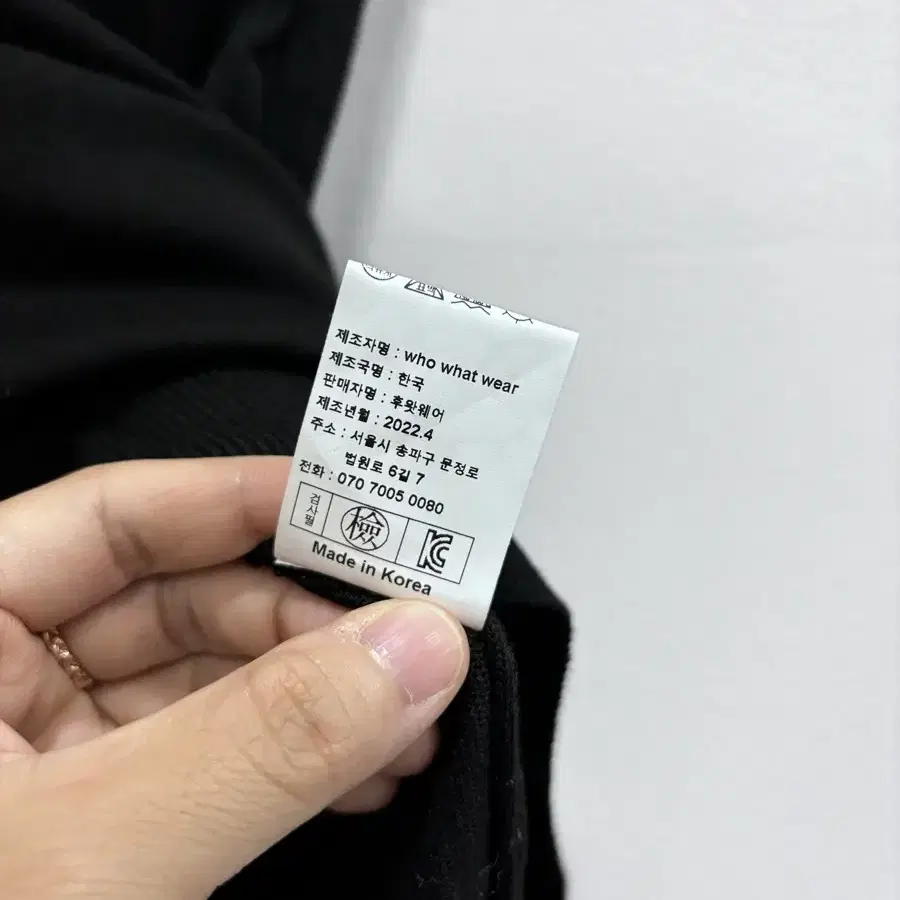 제조자명 : who what wear
제조국명 : 한국
판매자명 : 후왓웨어
제조년월 : 2022.4
주소 : 서울시 송파구 문정로
법원로 6길 7
전화 : 070 7005 0080
검사필
檢
KC
Made in Korea